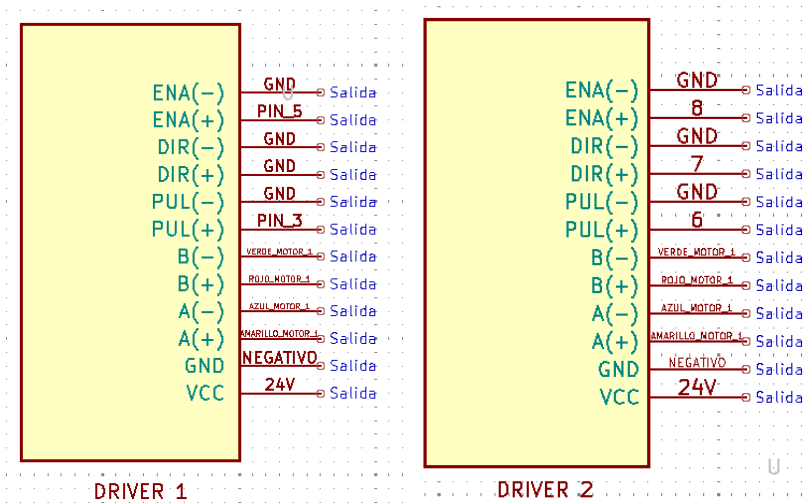 ENA(-) GND Salida
ENA(+) PIN_5 Salida
DIR(-) GND Salida
DIR(+) GND Salida
PUL(-) GND Salida
PUL(+) PIN_3 Salida
B(-) VERDE_MOTOR_1 Salida
B(+) ROJO_MOTOR_1 Salida
A(-) AZUL_MOTOR_1 Salida
A(+) AMARILLO_MOTOR_1 Salida
GND NEGATIVO Salida
VCC 24V Salida
DRIVER 1
ENA(-) GND Salida
ENA(+) 8 Salida
DIR(-) GND Salida
DIR(+) 7 Salida
PUL(-) GND Salida
PUL(+) 6 Salida
B(-) VERDE_MOTOR_1 Salida
B(+) ROJO_MOTOR_1 Salida
A(-) AZUL_MOTOR_1 Salida
A(+) AMARILLO_MOTOR_1 Salida
GND NEGATIVO Salida
VCC 24V Salida
U
DRIVER 2